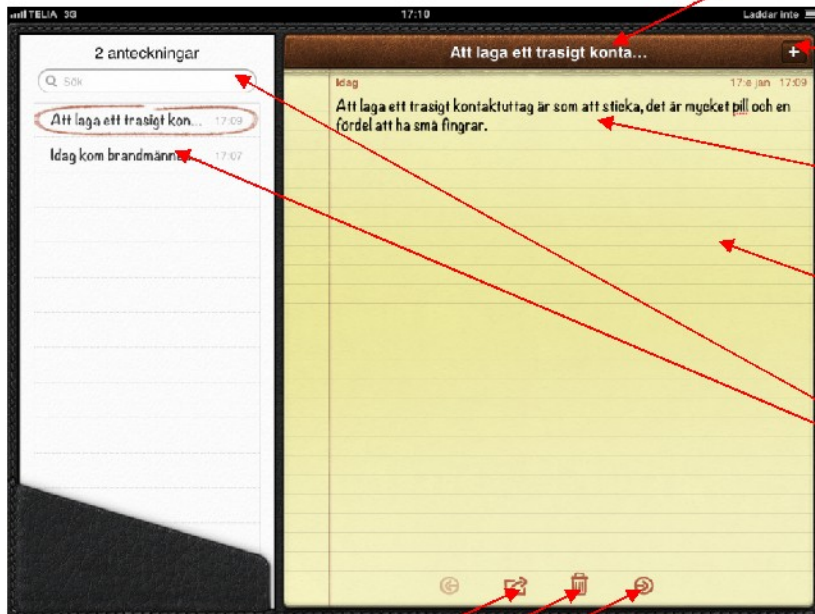 TELIA 3G 17:10 Laddar inte
2 anteckningar
Sök
Att laga ett trasigt kon... 17:09
Idag kom brandmänne... 17:07
Att laga ett trasigt konta...
+
Idag 17:e jan 17:09
Att laga ett trasigt kontaktuttag är som att sticka, det är mycket pill och en
fördel att ha små fingrar.